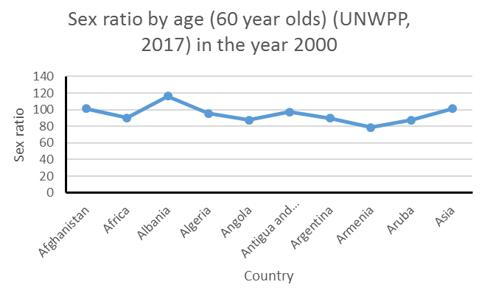 Sex ratio by age (60 year olds) (UNWPP,
2017) in the year 2000
140
120
100
80
60
40
20
0
Sex ratio
Afghanistan
Africa
Albania
Algeria
Angola
Antigua and...
Argentina
Armenia
Aruba
Asia
Country